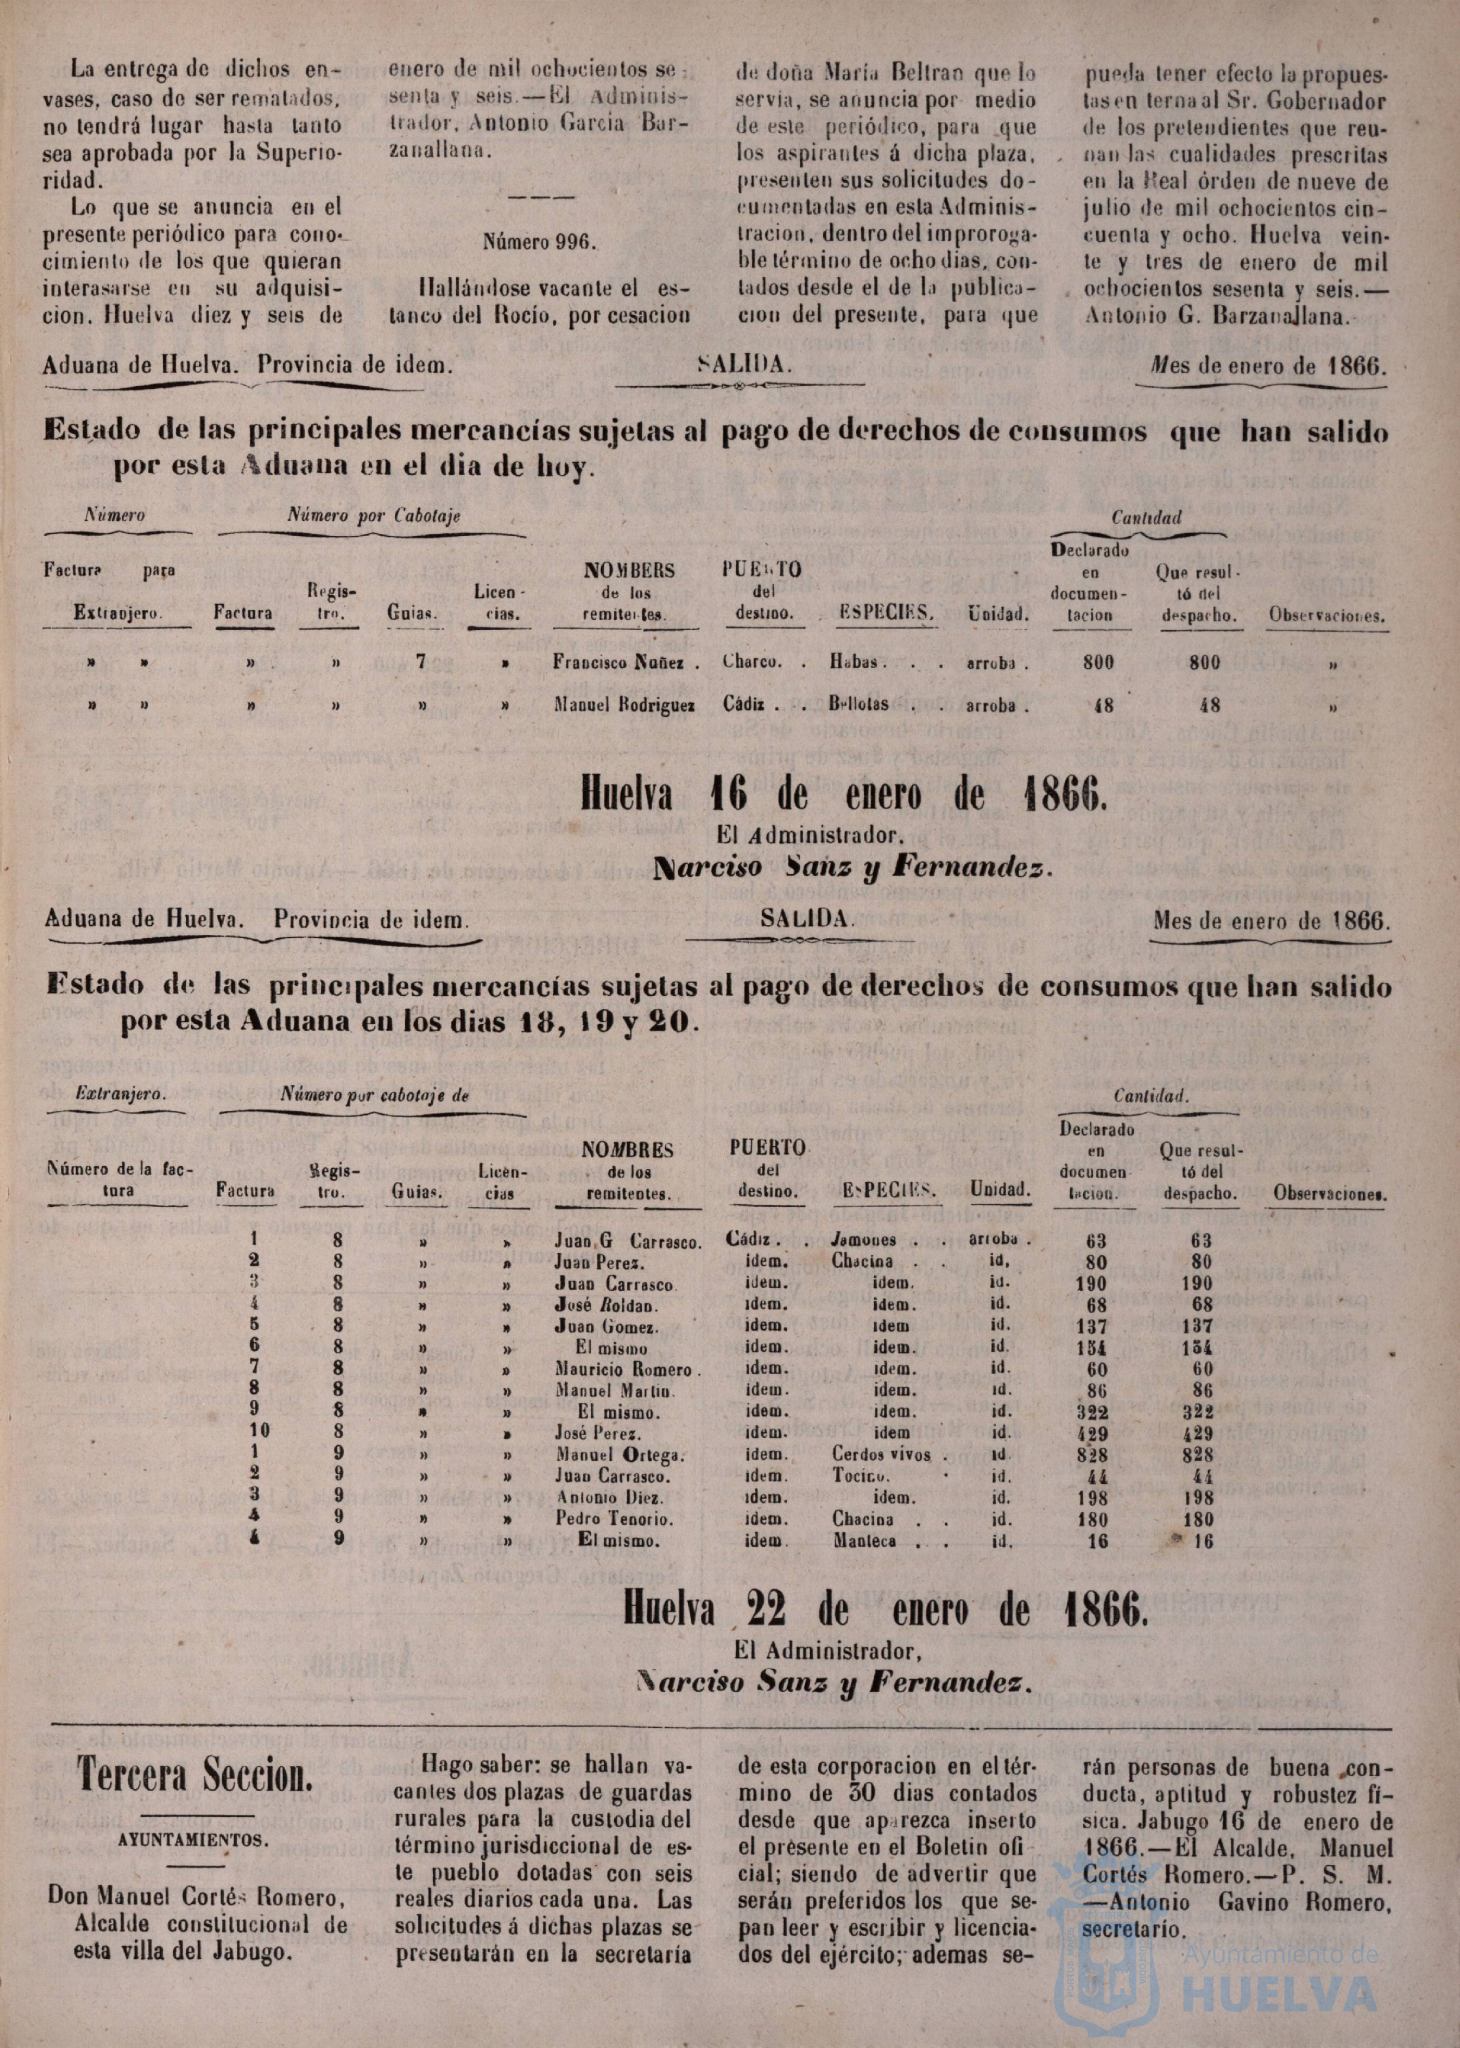 La entrega de dichos en-
vases, caso de ser rematados,
no tendrá lugar hasta tanto
sea aprobada por la Superio-
ridad.
Lo que se anuncia en el
presente periódico para cono-
cimiento de los que quieran
interasarse en su adquisi-
cion. Huelva diez y seis de
enero de mil ochocientos se-
senta y seis.—El Adminis-
trador, Antonio Garcia Bar-
zanallana.
Número 996.
Hallándose vacante el es-
tanco del Rocío, por cesacion
de doña María Beltran que lo
servia, se anuncia por medio
de este periódico, para que
los aspirantes á dicha plaza,
presenten sus solicitudes do-
cumentadas en esta Adminis-
tracion, dentro del improroga-
ble término de ocho dias, con-
tados desde el de la publica-
cion del presente, para que
pueda tener efecto la propues-
tas en terna al Sr. Gobernador
de los pretendientes que reu-
nan las cualidades prescritas
en la Real órden de nueve de
julio de mil ochocientos cin-
cuenta y ocho. Huelva vein-
te y tres de enero de mil
ochocientos sesenta y seis.—
Antonio G. Barzanallana.
Aduana de Huelva. Provincia de idem. SALIDA. Mes de enero de 1866.
Estado de las principales mercancías sujetas al pago de derechos de consumos que han salido
por esta Aduana en el dia de hoy.
Número Número por Cabotaje Cantidad
Factura para Extranjero. Factura Regis-tro. Guias. Licen-cias. NOMBERS de los remitentes. PUERTO del destino. ESPECIES. Unidad. Declarado en documen-tacion Que resul-tó del despacho. Observaciones.
» » » » 7 » Francisco Nuñez . Charco. . Habas. . . arroba . 800 800 »
» » » » » » Manuel Rodriguez Cádiz . . Bellotas . . arroba . 48 48 »
Huelva 16 de enero de 1866.
El Administrador,
Narciso Sanz y Fernandez.
Aduana de Huelva. Provincia de idem. SALIDA. Mes de enero de 1866.
Estado de las principales mercancías sujetas al pago de derechos de consumos que han salido
por esta Aduana en los dias 18, 19 y 20.
Extranjero. Número por cabotaje de Cantidad.
Número de la fac-tura Factura Regis-tro. Guias. Licen-cias NOMBRES de los remitentes. PUERTO del destino. ESPECIES. Unidad. Declarado en documen-tacion. Que resul-tó del despacho. Observaciones.
1 8 » » Juan G Carrasco. Cádiz. . Jamones . . arroba . 63 63
2 8 » » Juan Perez. idem. Chacina . . id, 80 80
3 8 » » Juan Carrasco. idem. idem. id. 190 190
4 8 » » José Roldan. idem. idem. id. 68 68
5 8 » » Juan Gomez. idem. idem id. 137 137
6 8 » » El mismo idem. idem. id. 154 154
7 8 » » Mauricio Romero . idem. idem. id. 60 60
8 8 » » Manuel Martin. idem. idem. id. 86 86
9 8 » » El mismo. idem. idem. id. 322 322
10 8 » » José Perez. idem. idem id. 429 429
1 9 » » Manuel Ortega. idem. Cerdos vivos . id. 828 828
2 9 » » Juan Carrasco. idem. Tocino. . id. 44 44
3 9 » » Antonio Diez. idem. idem. id. 198 198
4 9 » » Pedro Tenorio. idem. Chacina . . id. 180 180
4 9 » » El mismo. idem. Manteca . . id. 16 16
Huelva 22 de enero de 1866.
El Administrador,
Narciso Sanz y Fernandez.
Tercera Seccion.
AYUNTAMIENTOS.
Don Manuel Cortés Romero,
Alcalde constitucional de
esta villa del Jabugo.
Hago saber: se hallan va-
cantes dos plazas de guardas
rurales para la custodia del
término jurisdiccional de es-
te pueblo dotadas con seis
reales diarios cada una. Las
solicitudes á dichas plazas se
presentarán en la secretaría
de esta corporacion en el tér-
mino de 30 dias contados
desde que aparezca inserto
el presente en el Boletin ofi
cial; siendo de advertir que
serán preferidos los que se-
pan leer y escribir y licencia-
dos del ejército; ademas se-
rán personas de buena con-
ducta, aptitud y robustez fí-
sica. Jabugo 16 de enero de
1866.—El Alcalde, Manuel
Cortés Romero.—P. S. M.
—Antonio Gavino Romero,
secretario.
Ayuntamiento de
HUELVA